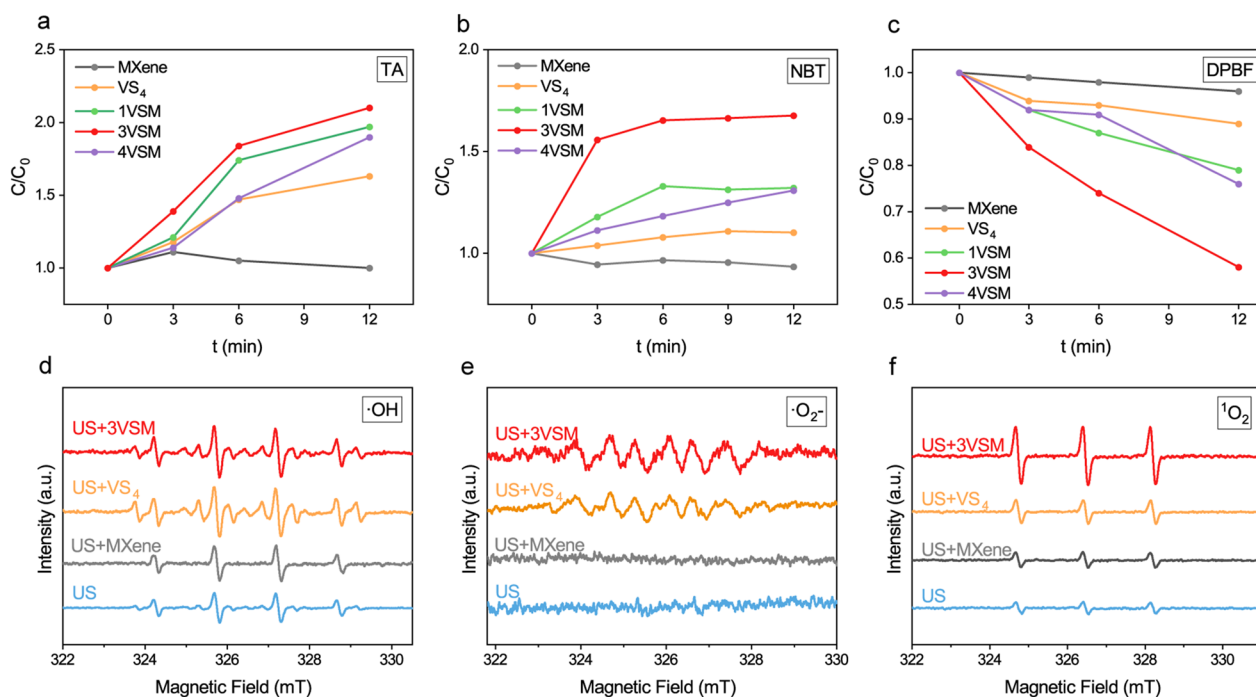 a
2.5
2.0
1.5
1.0
C/C₀
MXene
VS₄
1VSM
3VSM
4VSM
TA
0 3 6 9 12
t (min)
b
2.0
1.5
1.0
C/C₀
MXene
VS₄
1VSM
3VSM
4VSM
NBT
0 3 6 9 12
t (min)
c
1.0
0.9
0.8
0.7
0.6
0.5
C/C₀
DPBF
MXene
VS₄
1VSM
3VSM
4VSM
0 3 6 9 12
t (min)
d
·OH
US+3VSM
US+VS₄
US+MXene
US
Intensity (a.u.)
322 324 326 328 330
Magnetic Field (mT)
e
·O₂-
US+3VSM
US+VS₄
US+MXene
US
Intensity (a.u.)
322 324 326 328 330
Magnetic Field (mT)
f
¹O₂
US+3VSM
US+VS₄
US+MXene
US
Intensity (a.u.)
322 324 326 328 330
Magnetic Field (mT)